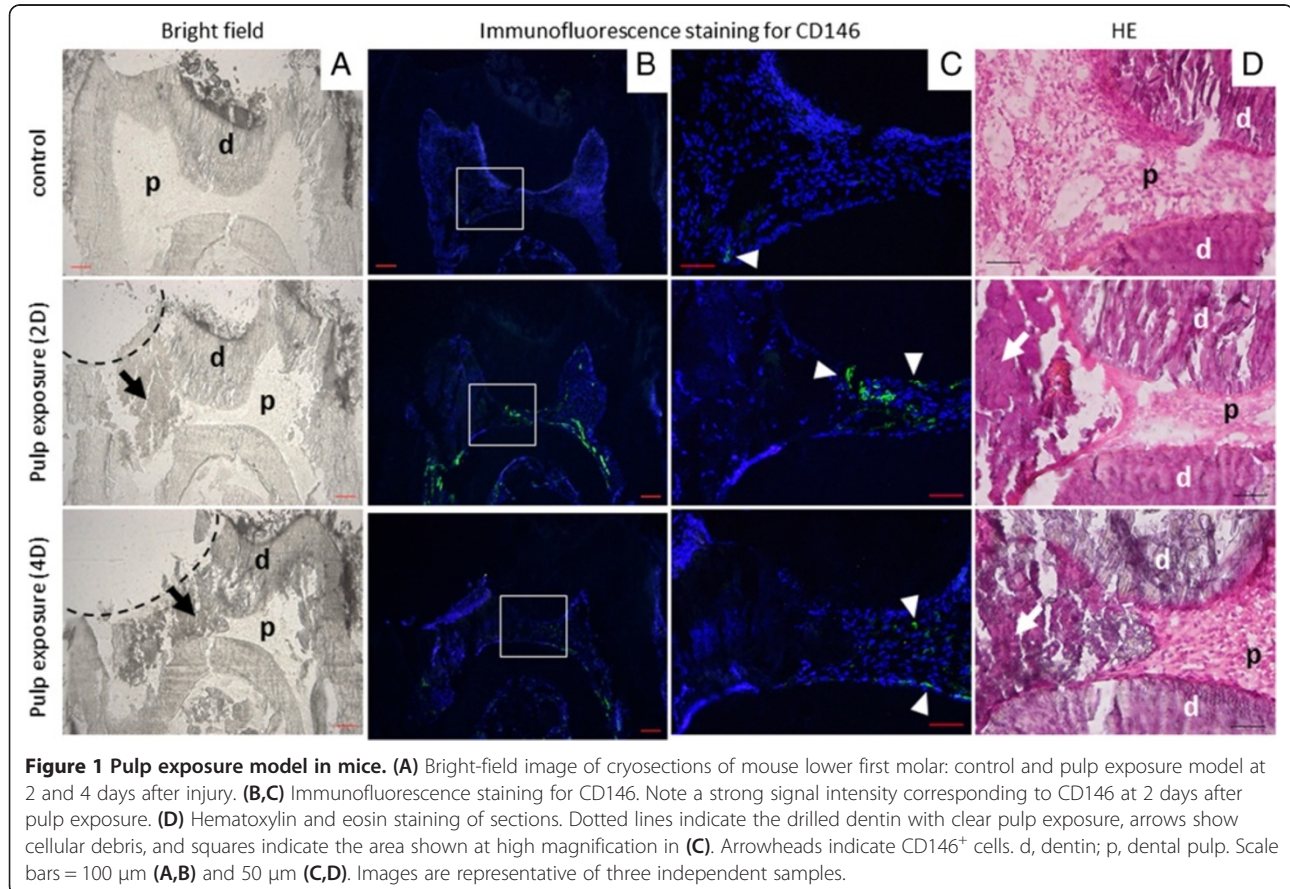 Bright field
Immunofluorescence staining for CD146
HE
A
B
C
D
control
d
p
p
d
d
Pulp exposure (2D)
d
p
d
p
d
Pulp exposure (4D)
d
p
d
p
d
Figure 1 Pulp exposure model in mice. (A) Bright-field image of cryosections of mouse lower first molar: control and pulp exposure model at
2 and 4 days after injury. (B,C) Immunofluorescence staining for CD146. Note a strong signal intensity corresponding to CD146 at 2 days after
pulp exposure. (D) Hematoxylin and eosin staining of sections. Dotted lines indicate the drilled dentin with clear pulp exposure, arrows show
cellular debris, and squares indicate the area shown at high magnification in (C). Arrowheads indicate CD146⁺ cells. d, dentin; p, dental pulp. Scale
bars = 100 μm (A,B) and 50 μm (C,D). Images are representative of three independent samples.